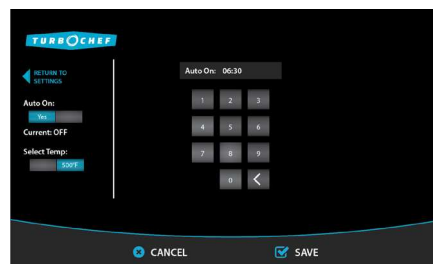 TURBOCHEF
RETURN TO
SETTINGS
Auto On: 06:30
Auto On:
Yes
Current: OFF
Select Temp:
500°F
1 2 3
4 5 6
7 8 9
0 <
CANCEL
SAVE